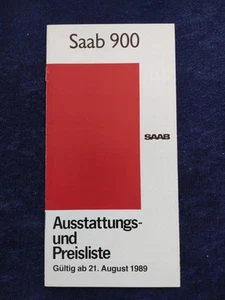 Saab 900
SAAB
Ausstattungs-
und
Preisliste
Gültig ab 21. August 1989